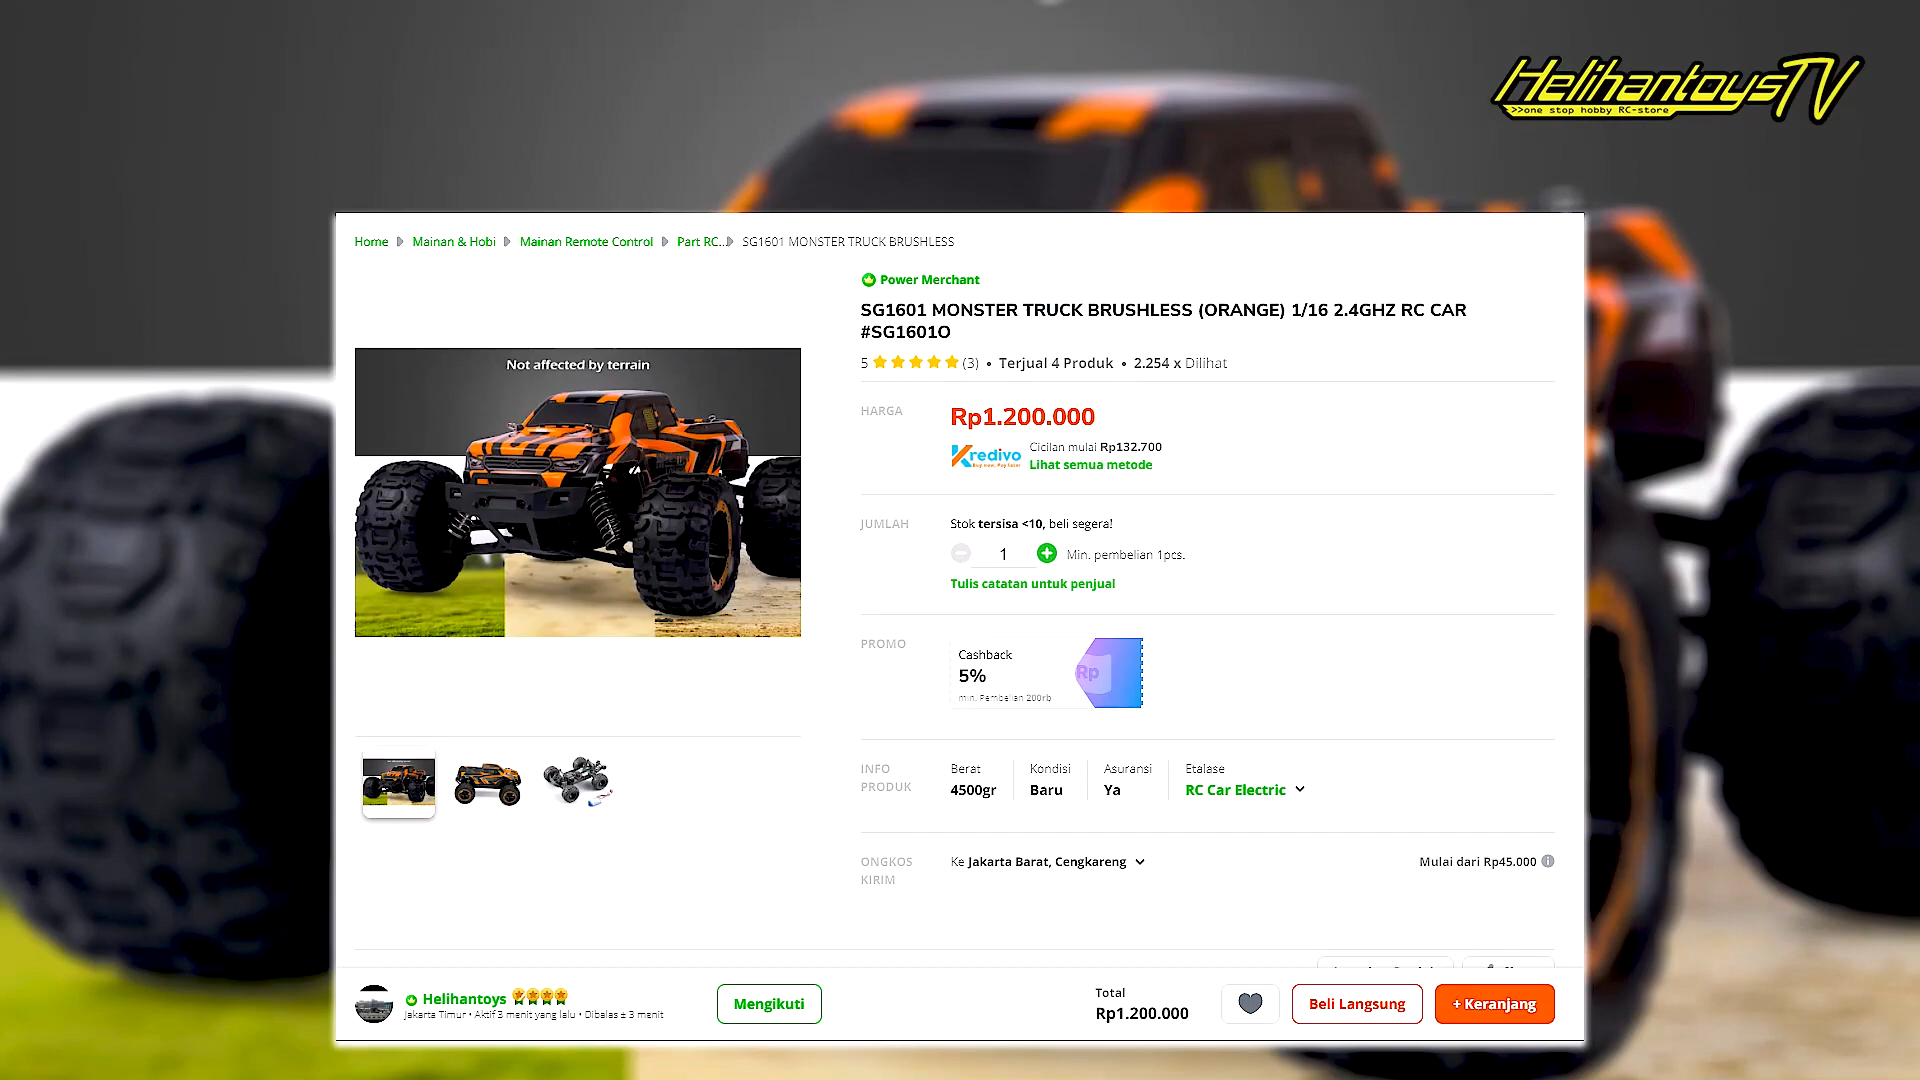 HelihantoysTV
>>one stop hobby RC-store
Home Mainan & Hobi Mainan Remote Control Part RC... SG1601 MONSTER TRUCK BRUSHLESS
Power Merchant
SG1601 MONSTER TRUCK BRUSHLESS (ORANGE) 1/16 2.4GHZ RC CAR
#SG1601O
5 (3) • Terjual 4 Produk • 2.254 x Dilihat
Not affected by terrain
HARGA
Rp1.200.000
Kredivo
Buy now, Pay later
Cicilan mulai Rp132.700
Lihat semua metode
JUMLAH
Stok tersisa <10, beli segera!
1
Min. pembelian 1pcs.
Tulis catatan untuk penjual
PROMO
Cashback
5%
min. Pembelian 200rb
Rp
INFO
PRODUK
Berat
4500gr
Kondisi
Baru
Asuransi
Ya
Etalase
RC Car Electric
ONGKOS
KIRIM
Ke Jakarta Barat, Cengkareng
Mulai dari Rp45.000
Helihantoys
Jakarta Timur • Aktif 3 menit yang lalu • Dibalas ± 3 menit
Mengikuti
Total
Rp1.200.000
Beli Langsung
+ Keranjang